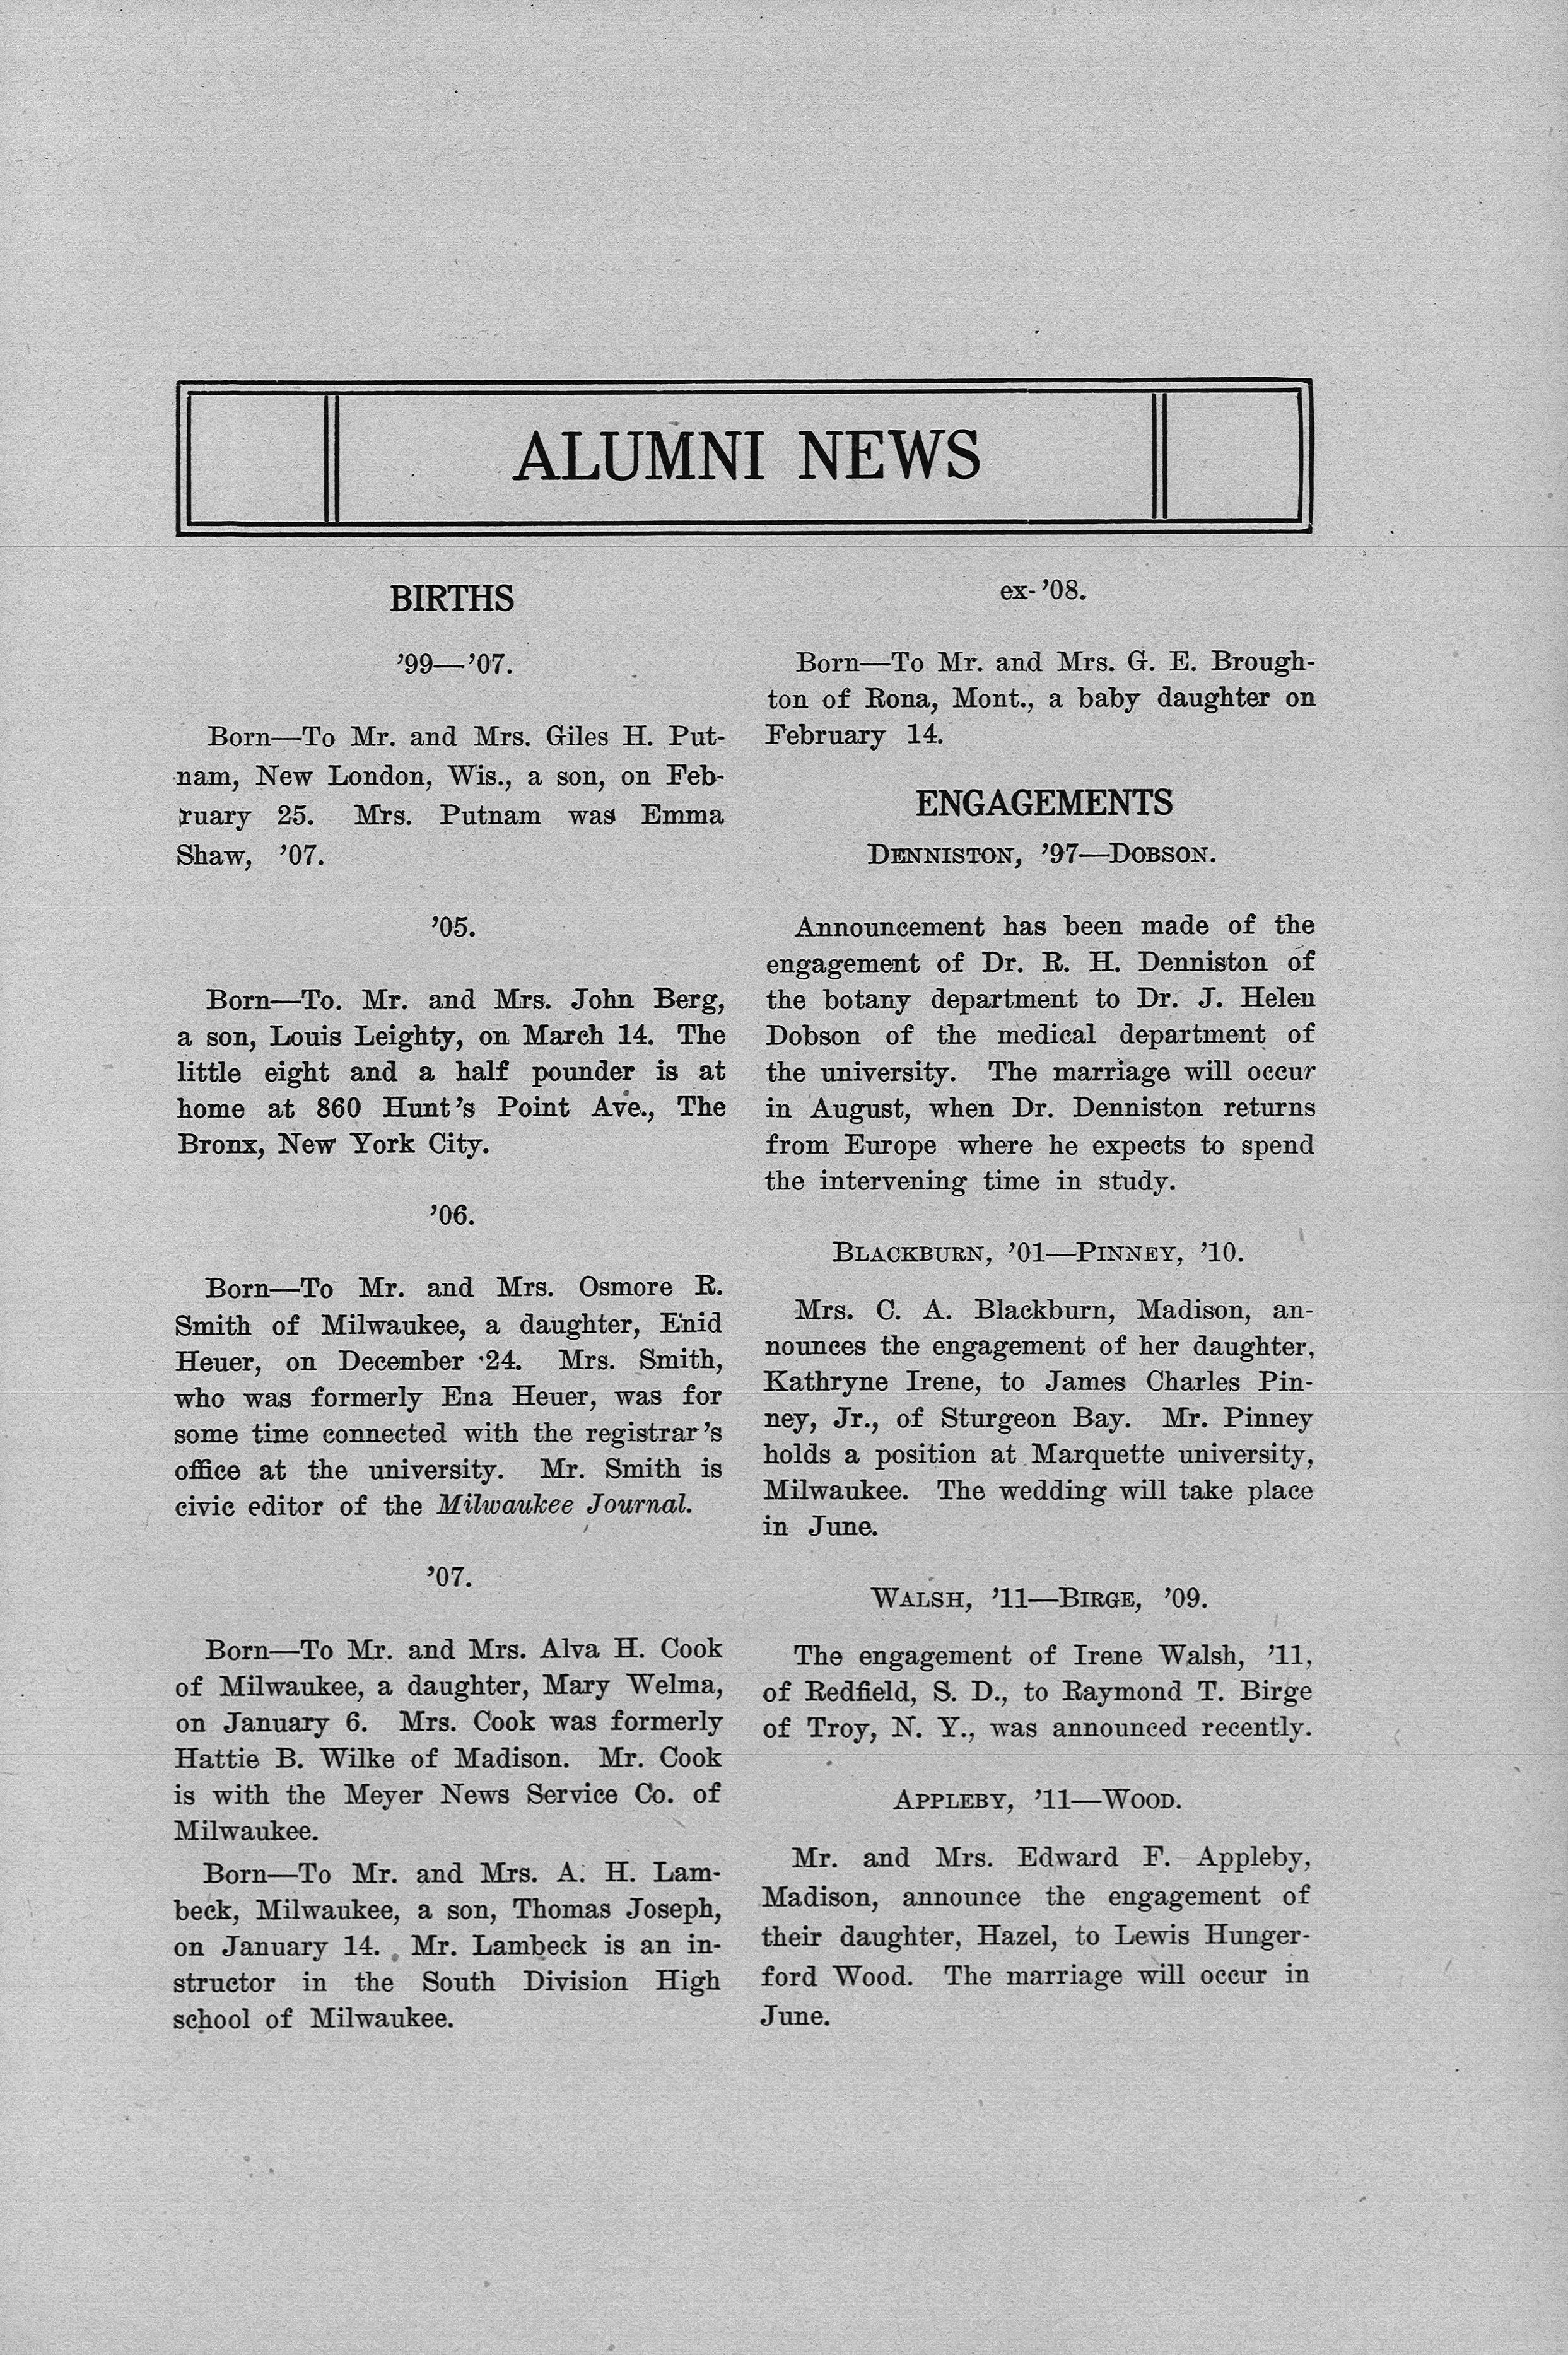 ALUMNI NEWS
BIRTHS
’99—’07.
Born—To Mr. and Mrs. Giles H. Put-
nam, New London, Wis., a son, on Feb-
ruary 25. Mrs. Putnam was Emma
Shaw, ’07.
’05.
Born—To. Mr. and Mrs. John Berg,
a son, Louis Leighty, on March 14. The
little eight and a half pounder is at
home at 860 Hunt’s Point Ave., The
Bronx, New York City.
’06.
Born—To Mr. and Mrs. Osmore R.
Smith of Milwaukee, a daughter, Enid
Heuer, on December 24. Mrs. Smith,
who was formerly Ena Heuer, was for
some time connected with the registrar’s
office at the university. Mr. Smith is
civic editor of the Milwaukee Journal.
’07.
Born—To Mr. and Mrs. Alva H. Cook
of Milwaukee, a daughter, Mary Welma,
on January 6. Mrs. Cook was formerly
Hattie B. Wilke of Madison. Mr. Cook
is with the Meyer News Service Co. of
Milwaukee.
Born—To Mr. and Mrs. A. H. Lam-
beck, Milwaukee, a son, Thomas Joseph,
on January 14. Mr. Lambeck is an in-
structor in the South Division High
school of Milwaukee.
ex-’08.
Born—To Mr. and Mrs. G. E. Brough-
ton of Rona, Mont., a baby daughter on
February 14.
ENGAGEMENTS
DENNISTON, ’97—DOBSON.
Announcement has been made of the
engagement of Dr. R. H. Denniston of
the botany department to Dr. J. Helen
Dobson of the medical department of
the university. The marriage will occur
in August, when Dr. Denniston returns
from Europe where he expects to spend
the intervening time in study.
BLACKBURN, ’01—PINNEY, ’10.
Mrs. C. A. Blackburn, Madison, an-
nounces the engagement of her daughter,
Kathryne Irene, to James Charles Pin-
ney, Jr., of Sturgeon Bay. Mr. Pinney
holds a position at Marquette university,
Milwaukee. The wedding will take place
in June.
WALSH, ’11—BIRGE, ’09.
The engagement of Irene Walsh, ’11,
of Redfield, S. D., to Raymond T. Birge
of Troy, N. Y., was announced recently.
APPLEBY, ’11—WOOD.
Mr. and Mrs. Edward F. Appleby,
Madison, announce the engagement of
their daughter, Hazel, to Lewis Hunger-
ford Wood. The marriage will occur in
June.